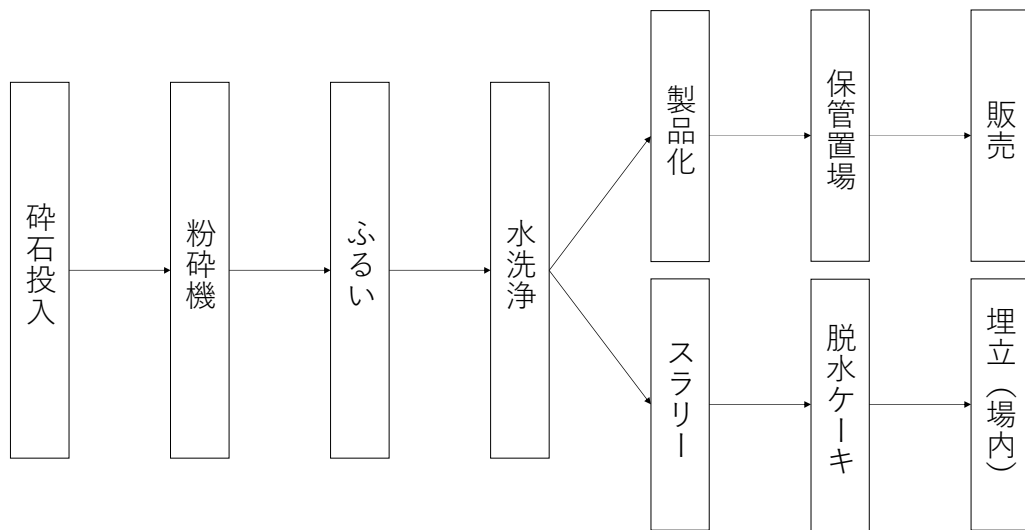 砕石投入
粉砕機
ふるい
水洗浄
製品化
保管置場
販売
スラリー
脱水ケーキ
埋立（場内）